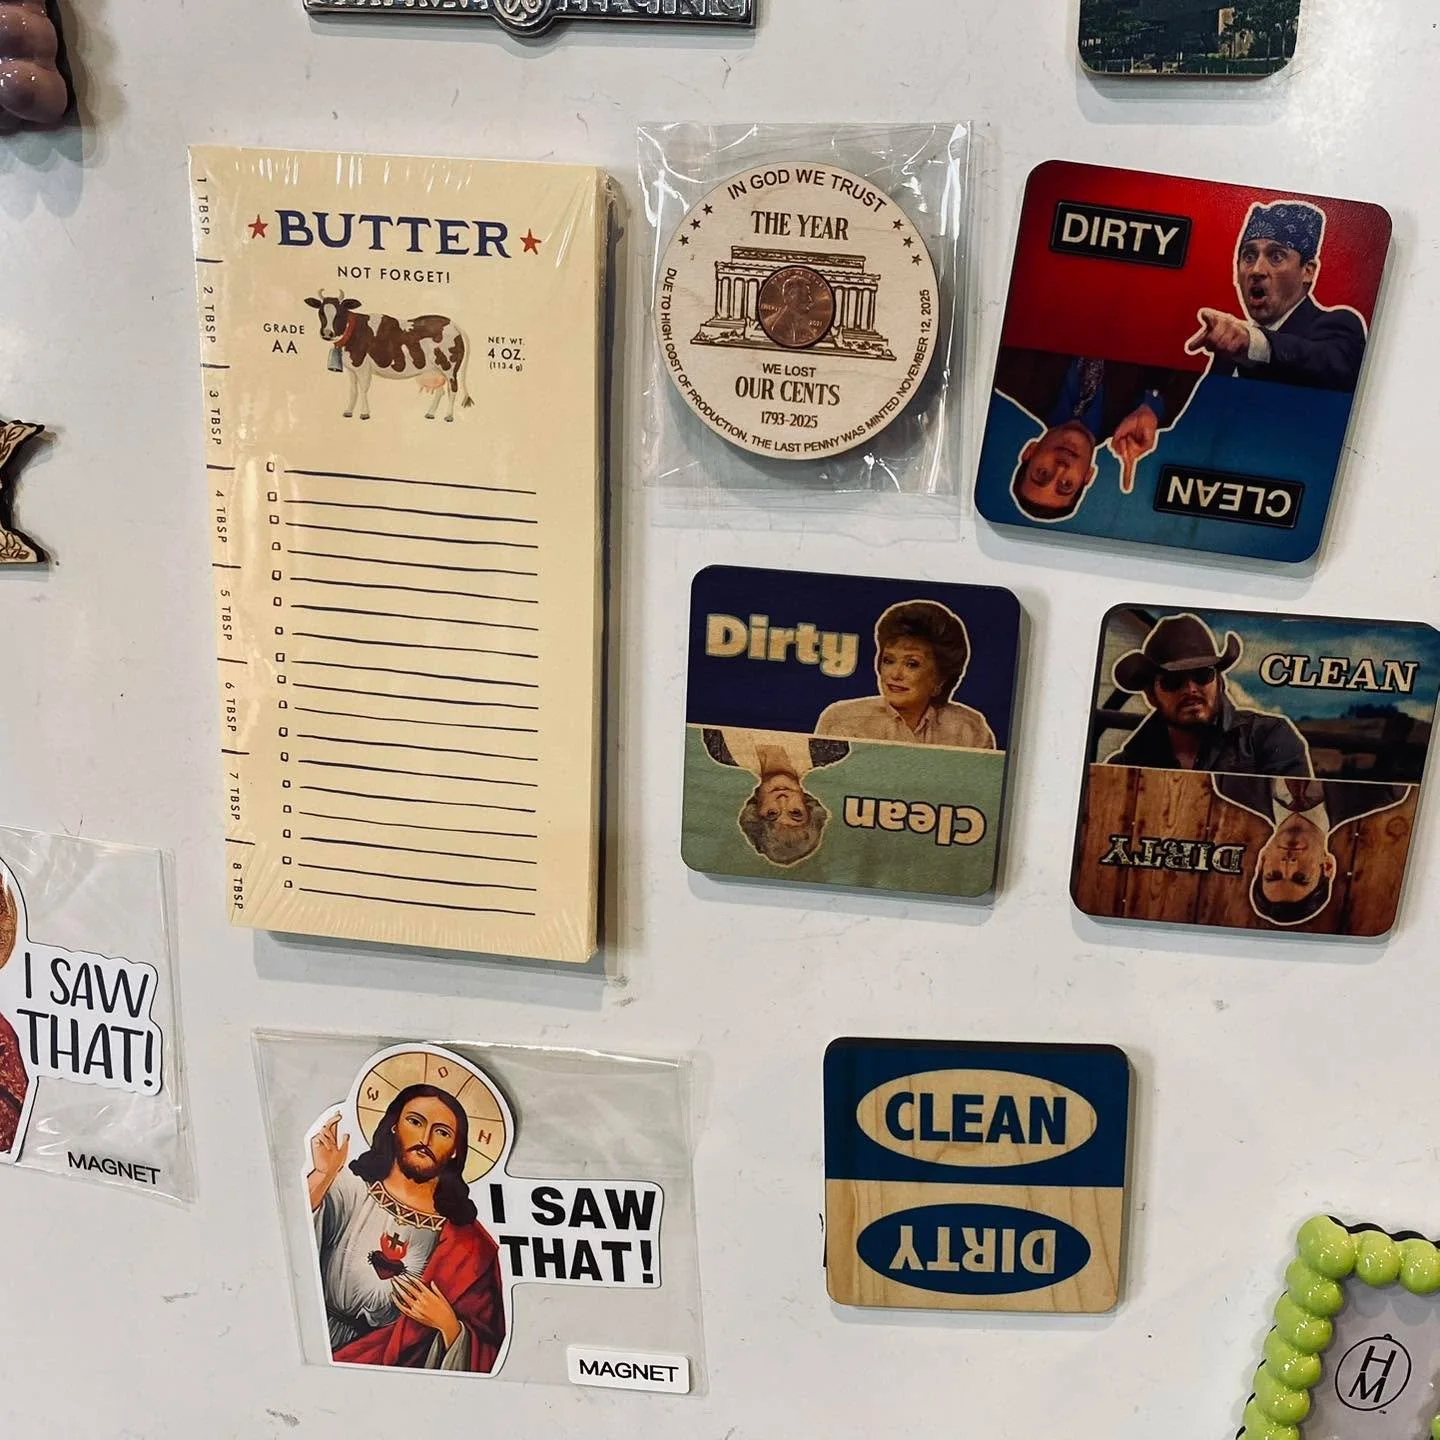 ★ BUTTER ★
NOT FORGET!
GRADE
AA
NET WT.
4 OZ.
(113.4 g)
1 TBSP
2 TBSP
3 TBSP
4 TBSP
5 TBSP
6 TBSP
7 TBSP
8 TBSP
IN GOD WE TRUST
THE YEAR
WE LOST
OUR CENTS
1793-2025
DUE TO HIGH COST OF PRODUCTION, THE LAST PENNY WAS MINTED NOVEMBER 12, 2025
DIRTY
CLEAN
Dirty
Clean
CLEAN
DIRTY
I SAW
THAT!
MAGNET
I SAW
THAT!
MAGNET
CLEAN
DIRTY
HM